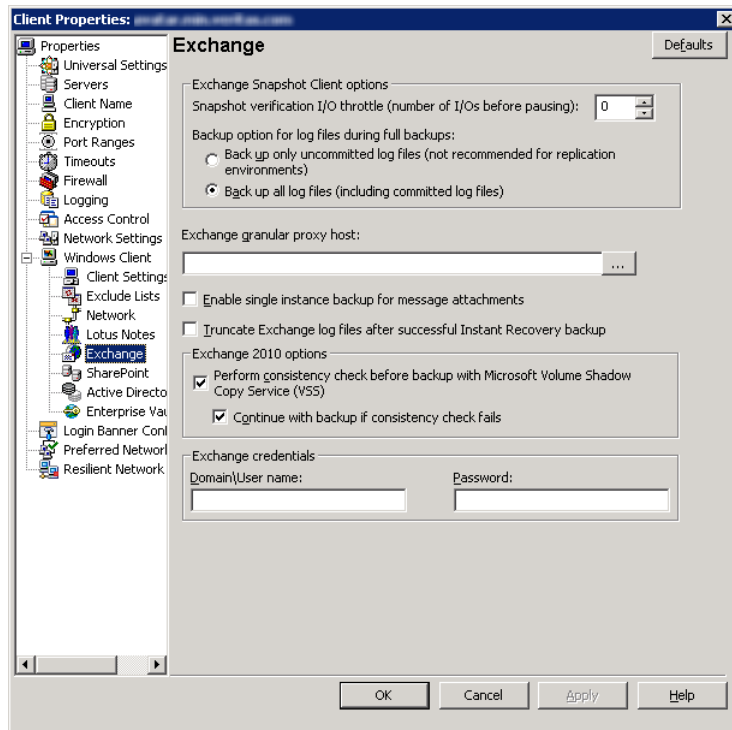 Client Properties:
Properties
Universal Settings
Servers
Client Name
Encryption
Port Ranges
Timeouts
Firewall
Logging
Access Control
Network Settings
Windows Client
Client Settings
Exclude Lists
Network
Lotus Notes
Exchange
SharePoint
Active Directo
Enterprise Vau
Login Banner Conf
Preferred Network
Resilient Network
Exchange
Defaults
Exchange Snapshot Client options
Snapshot verification I/O throttle (number of I/Os before pausing): 0
Backup option for log files during full backups:
Back up only uncommitted log files (not recommended for replication
environments)
Back up all log files (including committed log files)
Exchange granular proxy host:
...
Enable single instance backup for message attachments
Truncate Exchange log files after successful Instant Recovery backup
Exchange 2010 options
Perform consistency check before backup with Microsoft Volume Shadow
Copy Service (VSS)
Continue with backup if consistency check fails
Exchange credentials
Domain\User name: Password:
OK Cancel Apply Help